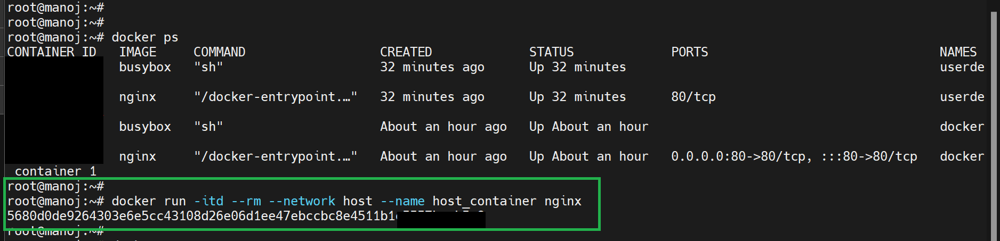 root@manoj:~#
root@manoj:~#
root@manoj:~# docker ps
CONTAINER ID   IMAGE     COMMAND                  CREATED             STATUS             PORTS                               NAMES
busybox   "sh"                     32 minutes ago      Up 32 minutes                                          userde
nginx     "/docker-entrypoint.…"   32 minutes ago      Up 32 minutes      80/tcp                              userde
busybox   "sh"                     About an hour ago   Up About an hour                                       docker
nginx     "/docker-entrypoint.…"   About an hour ago   Up About an hour   0.0.0.0:80->80/tcp, :::80->80/tcp   docker
container 1
root@manoj:~#
root@manoj:~# docker run -itd --rm --network host --name host_container nginx
5680d0de9264303e6e5cc43108d26e06d1ee47ebccbc8e4511b1
root@manoj:~#